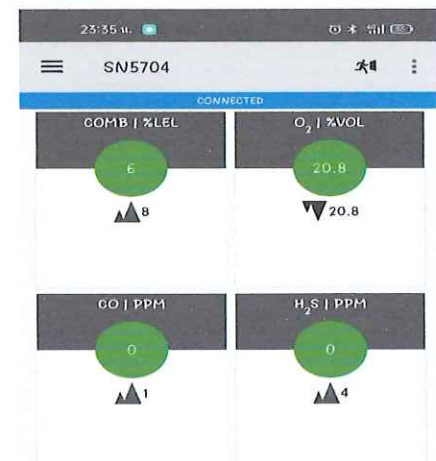 23:35 น.
SN5704
CONNECTED
COMB | %LEL
6
8
O₂ | %VOL
20.8
20.8
CO | PPM
0
1
H₂S | PPM
0
4